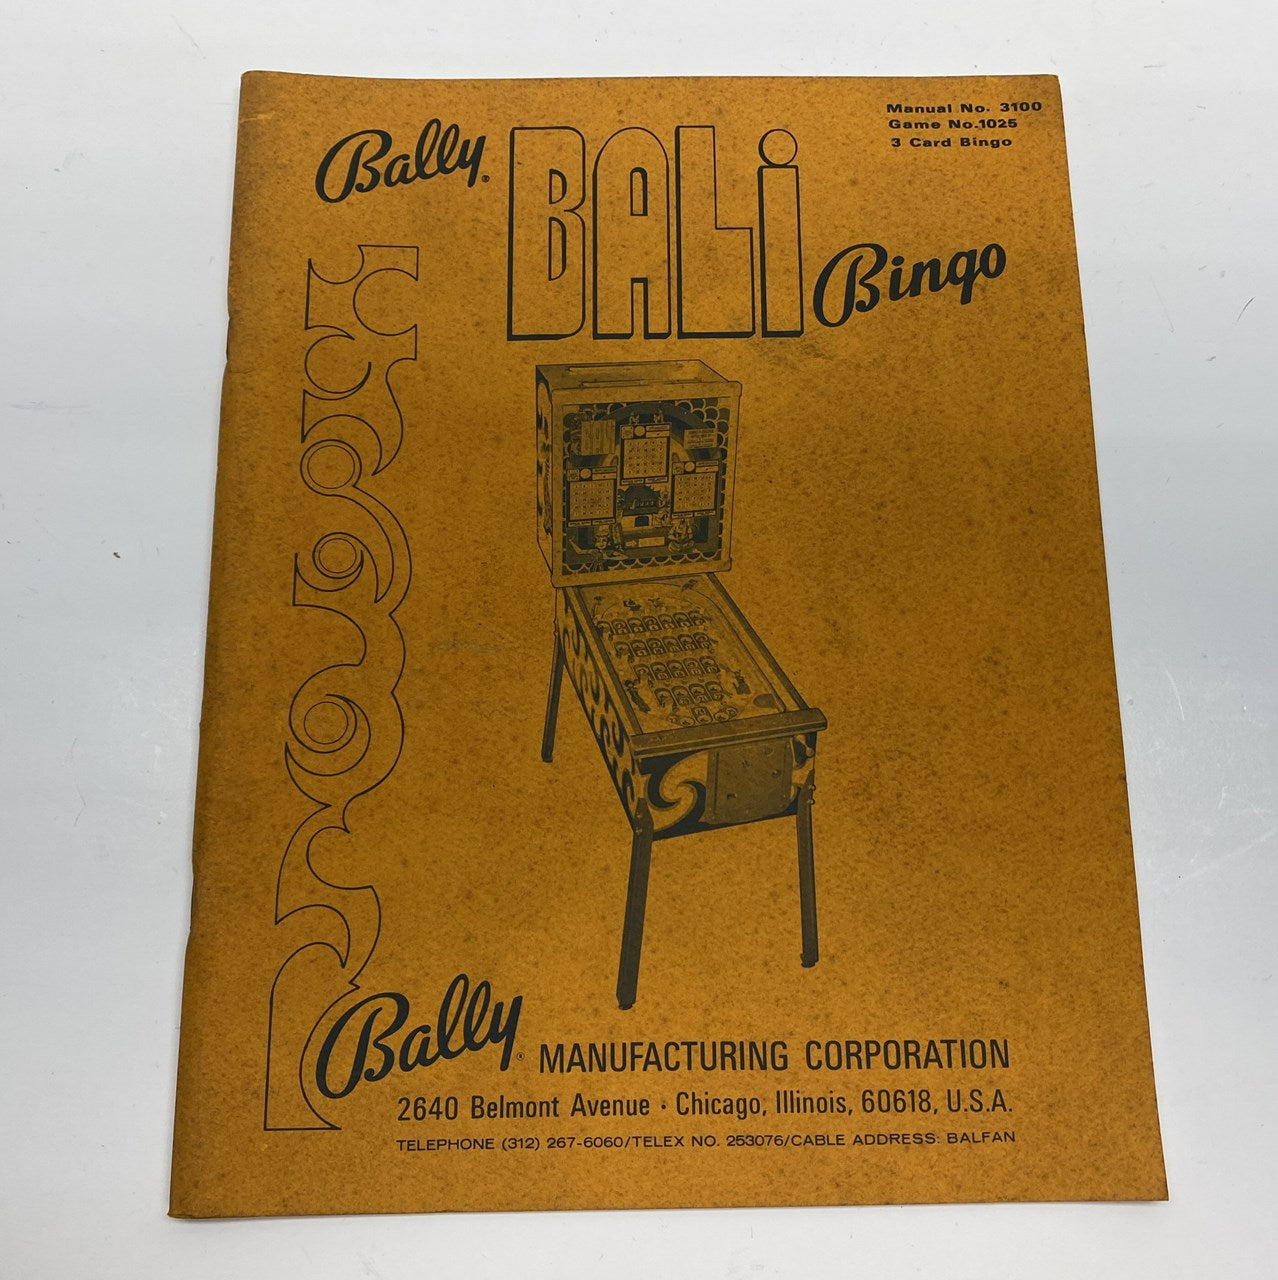 Manual No. 3100
Game No.1025
3 Card Bingo
Bally®
BALi
Bingo
Bally® MANUFACTURING CORPORATION
2640 Belmont Avenue · Chicago, Illinois, 60618, U.S.A.
TELEPHONE (312) 267-6060/TELEX NO. 253076/CABLE ADDRESS: BALFAN